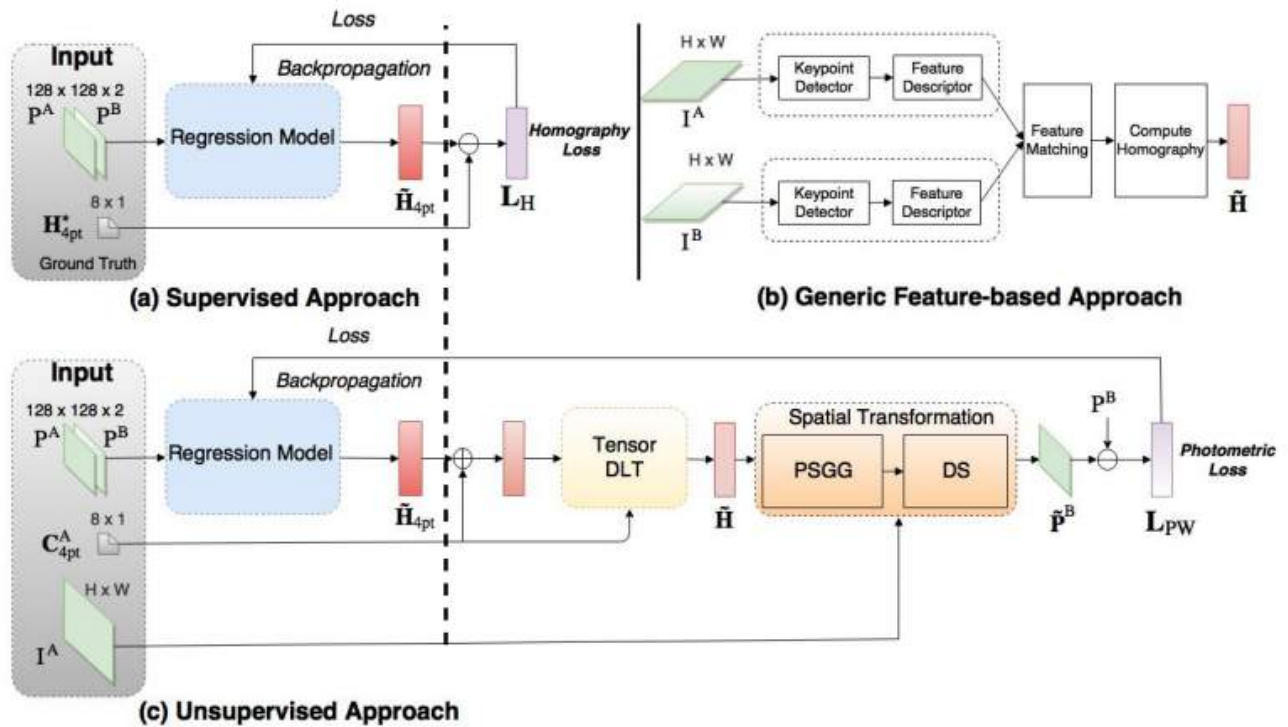 Loss
Input
Backpropagation
128 x 128 x 2
P^A P^B
Regression Model
H̃_4pt
Homography
Loss
L_H
8 x 1
H*_4pt
Ground Truth
(a) Supervised Approach
H x W
I^A
Keypoint
Detector
Feature
Descriptor
H x W
I^B
Keypoint
Detector
Feature
Descriptor
Feature
Matching
Compute
Homography
H̃
(b) Generic Feature-based Approach
Loss
Input
Backpropagation
128 x 128 x 2
P^A P^B
Regression Model
H̃_4pt
Tensor
DLT
H̃
Spatial Transformation
PSGG
DS
P̃^B
P^B
Photometric
Loss
L_PW
8 x 1
C^A_4pt
H x W
I^A
(c) Unsupervised Approach